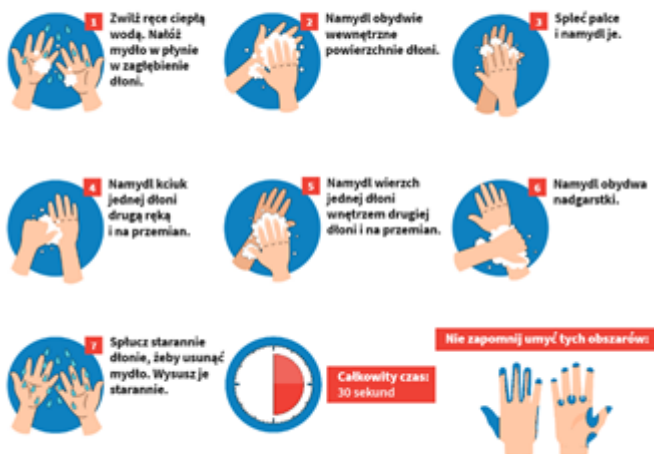 1
Zwilż ręce ciepłą
wodą. Nałóż
mydło w płynie
w zagłębienie
dłoni.
2
Namydl obydwie
wewnętrzne
powierzchnie dłoni.
3
Spleć palce
i namydl je.
4
Namydl kciuk
jednej dłoni
drugą ręką
i na przemian.
5
Namydl wierzch
jednej dłoni
wnętrzem drugiej
dłoni i na przemian.
6
Namydl obydwa
nadgarstki.
7
Spłucz starannie
dłonie, żeby usunąć
mydło. Wysusz je
starannie.
Całkowity czas:
30 sekund
Nie zapomnij umyć tych obszarów: